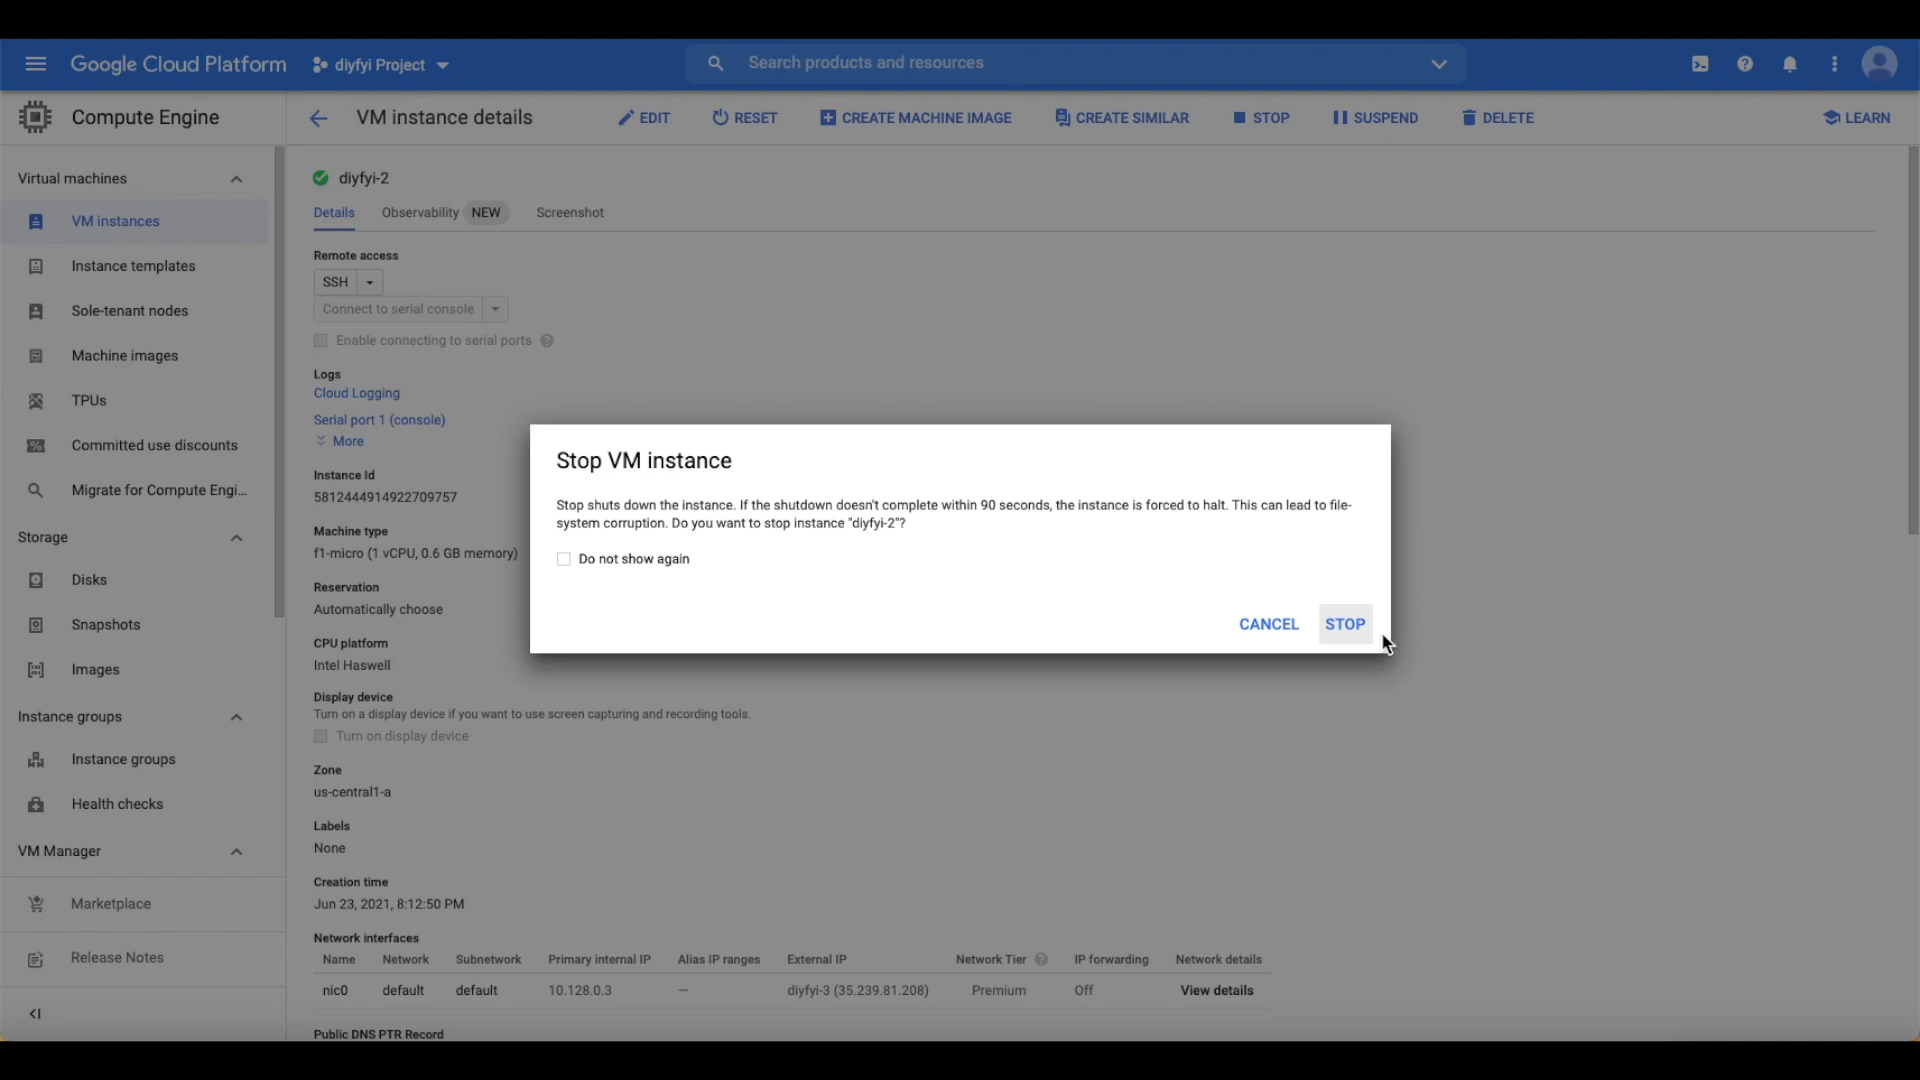 Google Cloud Platform
diyfyi Project
Search products and resources
Compute Engine
VM instance details
EDIT
RESET
CREATE MACHINE IMAGE
CREATE SIMILAR
STOP
SUSPEND
DELETE
LEARN
Virtual machines
VM instances
Instance templates
Sole-tenant nodes
Machine images
TPUs
Committed use discounts
Migrate for Compute Engi...
Storage
Disks
Snapshots
Images
Instance groups
Instance groups
Health checks
VM Manager
Marketplace
Release Notes
diyfyi-2
Details
Observability NEW
Screenshot
Remote access
SSH
Connect to serial console
Enable connecting to serial ports
Logs
Cloud Logging
Serial port 1 (console)
More
Instance Id
5812444914922709757
Machine type
f1-micro (1 vCPU, 0.6 GB memory)
Reservation
Automatically choose
CPU platform
Intel Haswell
Display device
Turn on a display device if you want to use screen capturing and recording tools.
Turn on display device
Zone
us-central1-a
Labels
None
Creation time
Jun 23, 2021, 8:12:50 PM
Network interfaces
Name Network Subnetwork Primary internal IP Alias IP ranges External IP Network Tier IP forwarding Network details
nic0 default default 10.128.0.3 — diyfyi-3 (35.239.81.208) Premium Off View details
Public DNS PTR Record
Stop VM instance
Stop shuts down the instance. If the shutdown doesn't complete within 90 seconds, the instance is forced to halt. This can lead to file-
system corruption. Do you want to stop instance "diyfyi-2"?
Do not show again
CANCEL
STOP